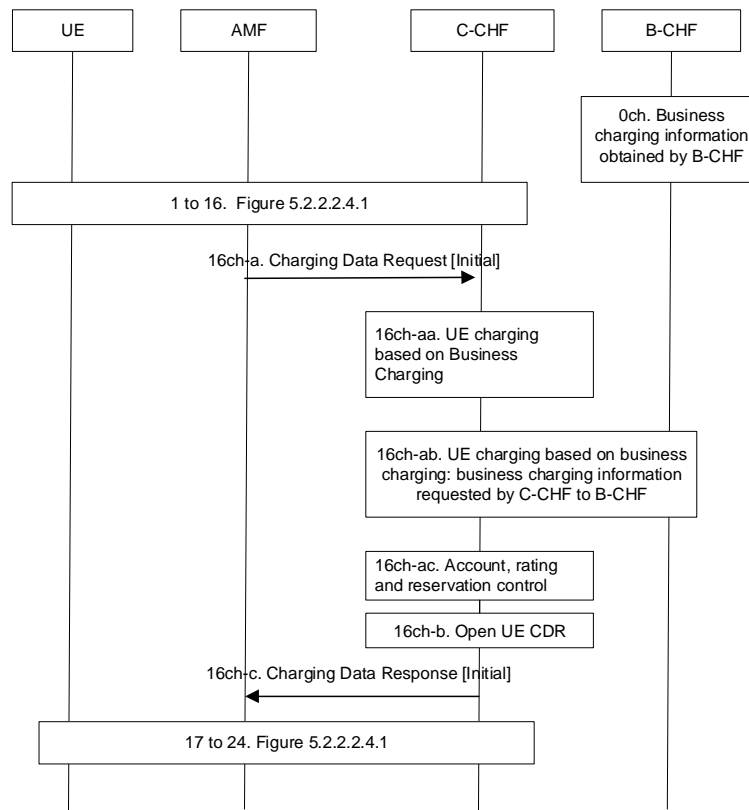 UE
AMF
C-CHF
B-CHF
0ch. Business
charging information
obtained by B-CHF
1 to 16.  Figure 5.2.2.2.4.1
16ch-a. Charging Data Request [Initial]
16ch-aa. UE charging
based on Business
Charging
16ch-ab. UE charging based on business
charging: business charging information
requested by C-CHF to B-CHF
16ch-ac. Account, rating
and reservation control
16ch-b. Open UE CDR
16ch-c. Charging Data Response [Initial]
17 to 24. Figure 5.2.2.2.4.1